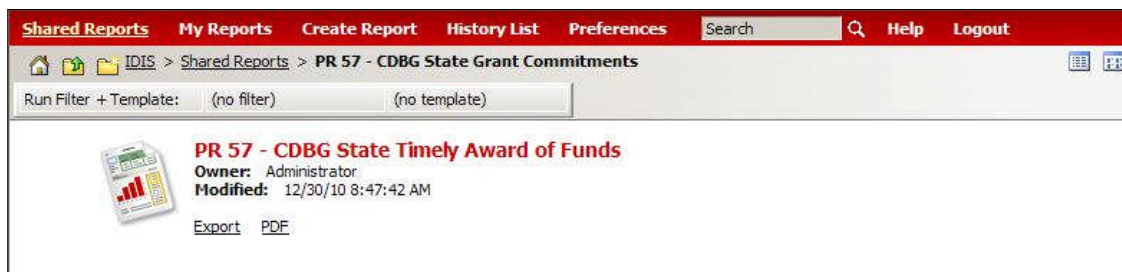 Shared Reports My Reports Create Report History List Preferences Search Help Logout
IDIS > Shared Reports > PR 57 - CDBG State Grant Commitments
Run Filter + Template: (no filter) (no template)
PR 57 - CDBG State Timely Award of Funds
Owner: Administrator
Modified: 12/30/10 8:47:42 AM
Export PDF